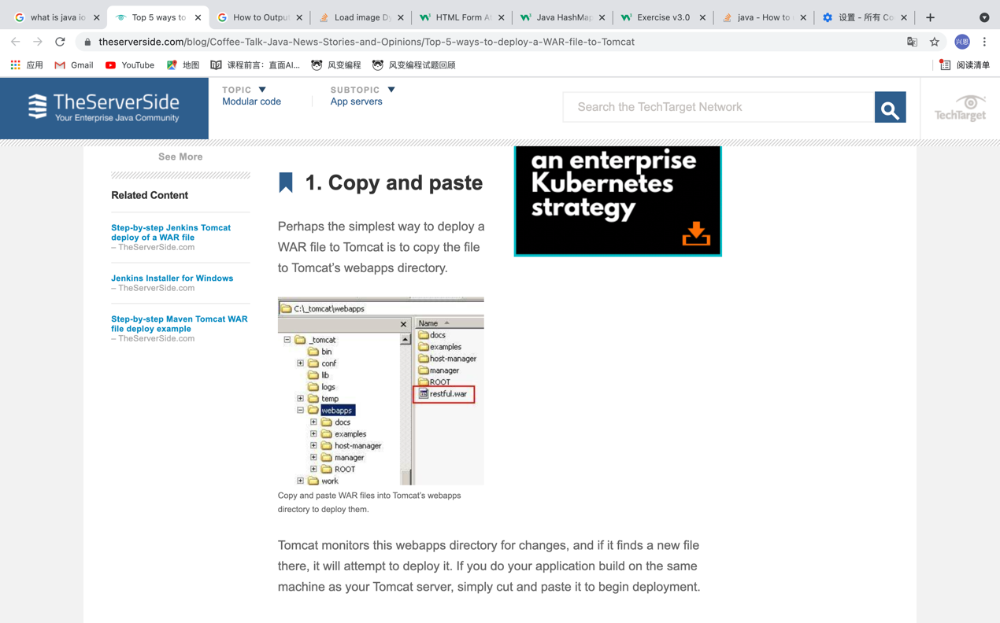 what is java io
Top 5 ways to
How to Output
Load image Dy
HTML Form At
Java HashMap
Exercise v3.0
java - How to
设置 - 所有 Co
theserverside.com/blog/Coffee-Talk-Java-News-Stories-and-Opinions/Top-5-ways-to-deploy-a-WAR-file-to-Tomcat
兴恩
应用
Gmail
YouTube
地图
课程前言：直面AI...
风变编程
风变编程试题回顾
阅读清单
TheServerSide
Your Enterprise Java Community
TOPIC
Modular code
SUBTOPIC
App servers
Search the TechTarget Network
TechTarget
See More
Related Content
Step-by-step Jenkins Tomcat
deploy of a WAR file
– TheServerSide.com
Jenkins Installer for Windows
– TheServerSide.com
Step-by-step Maven Tomcat WAR
file deploy example
– TheServerSide.com
an enterprise
Kubernetes
strategy
1. Copy and paste
Perhaps the simplest way to deploy a
WAR file to Tomcat is to copy the file
to Tomcat’s webapps directory.
C:\_tomcat\webapps
_tomcat
bin
conf
lib
logs
temp
webapps
docs
examples
host-manager
manager
ROOT
work
Name
docs
examples
host-manager
manager
ROOT
restful.war
Copy and paste WAR files into Tomcat’s webapps
directory to deploy them.
Tomcat monitors this webapps directory for changes, and if it finds a new file
there, it will attempt to deploy it. If you do your application build on the same
machine as your Tomcat server, simply cut and paste it to begin deployment.